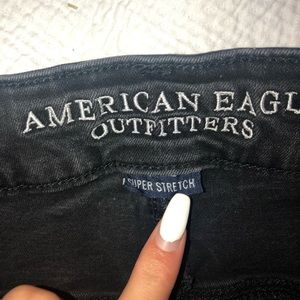 AMERICAN EAGL
OUTFITTERS
SUPER STRETCH